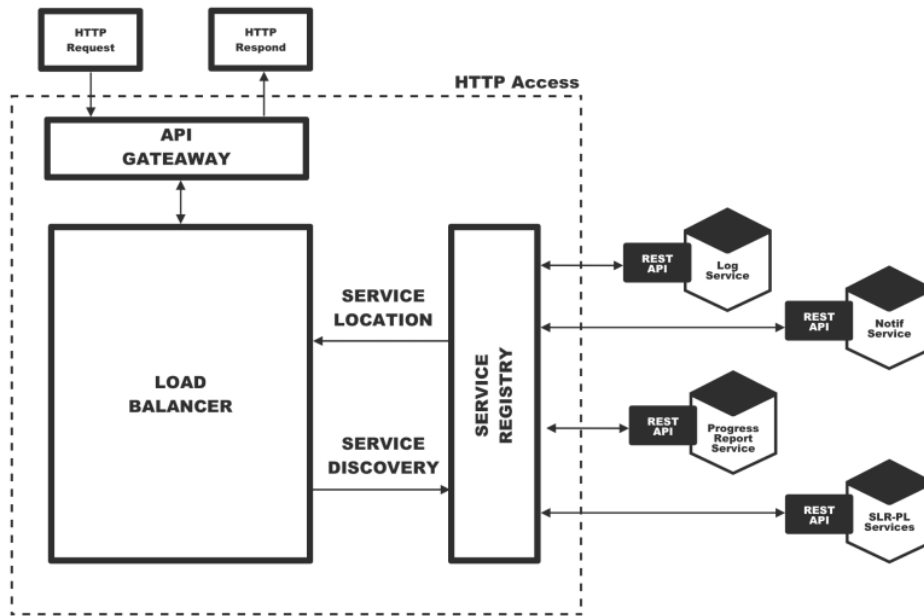 HTTP
Request
HTTP
Respond
HTTP Access
API
GATEAWAY
LOAD
BALANCER
SERVICE
LOCATION
SERVICE
DISCOVERY
SERVICE
REGISTRY
REST
API
Log
Service
REST
API
Notif
Service
REST
API
Progress
Report
Service
REST
API
SLR-PL
Services